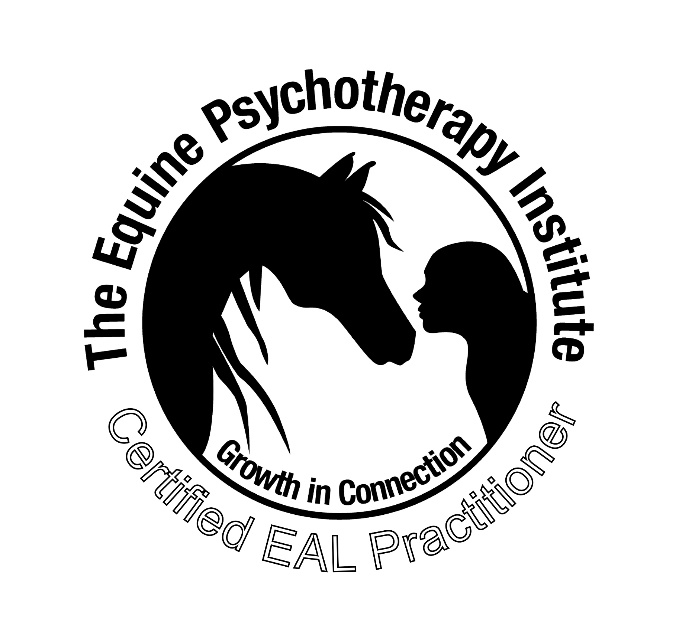 The Equine Psychotherapy Institute
Growth in Connection
Certified EAL Practitioner